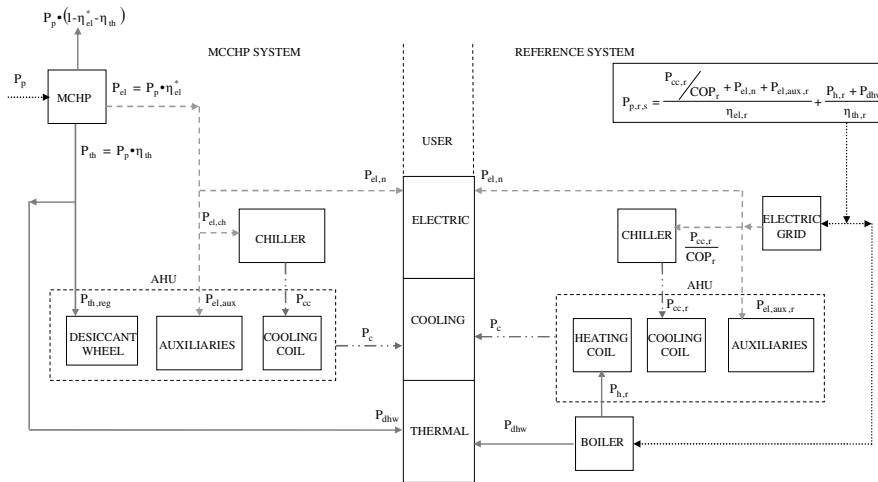 P_p•(1-η*_el-η_th)
MCCHP SYSTEM
REFERENCE SYSTEM
P_p
MCHP
P_el = P_p•η*_el
P_p,r,s = (P_cc,r/COP_r + P_el,n + P_el,aux,r)/η_el,r + (P_h,r + P_dhw)/η_th,r
P_th = P_p•η_th
USER
P_el,n
P_el,n
P_el,ch
CHILLER
ELECTRIC
CHILLER
P_cc,r/COP_r
ELECTRIC
GRID
AHU
AHU
P_th,reg
P_el,aux
P_cc
P_cc,r
P_el,aux,r
DESICCANT
WHEEL
AUXILIARIES
COOLING
COIL
P_c
COOLING
P_c
HEATING
COIL
COOLING
COIL
AUXILIARIES
P_h,r
P_dhw
THERMAL
P_dhw
BOILER